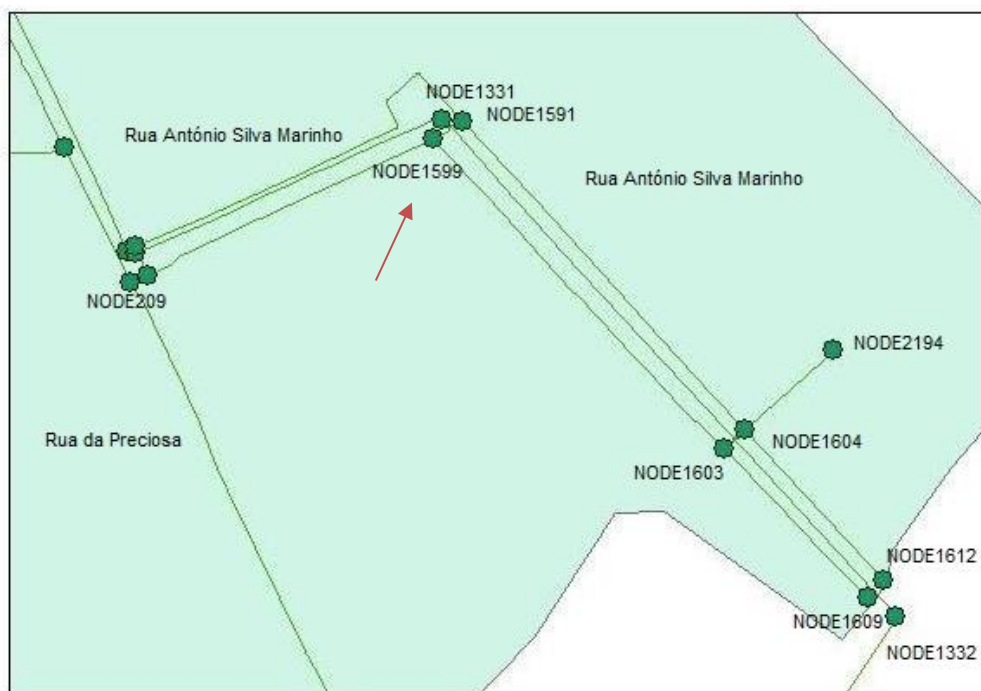 NODE1331
NODE1591
Rua António Silva Marinho
NODE1599
Rua António Silva Marinho
NODE209
NODE2194
Rua da Preciosa
NODE1604
NODE1603
NODE1612
NODE1609
NODE1332